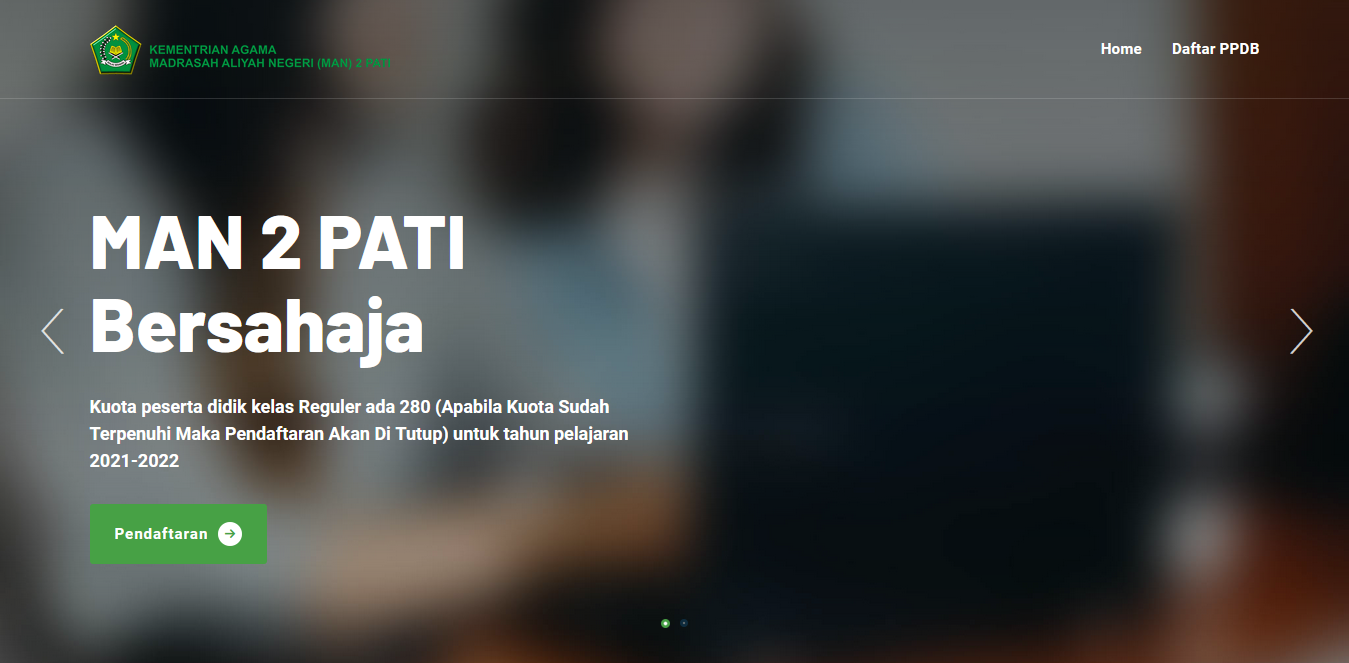 KEMENTRIAN AGAMA
MADRASAH ALIYAH NEGERI (MAN) 2 PATI
Home
Daftar PPDB
MAN 2 PATI
Bersahaja
Kuota peserta didik kelas Reguler ada 280 (Apabila Kuota Sudah
Terpenuhi Maka Pendaftaran Akan Di Tutup) untuk tahun pelajaran
2021-2022
Pendaftaran